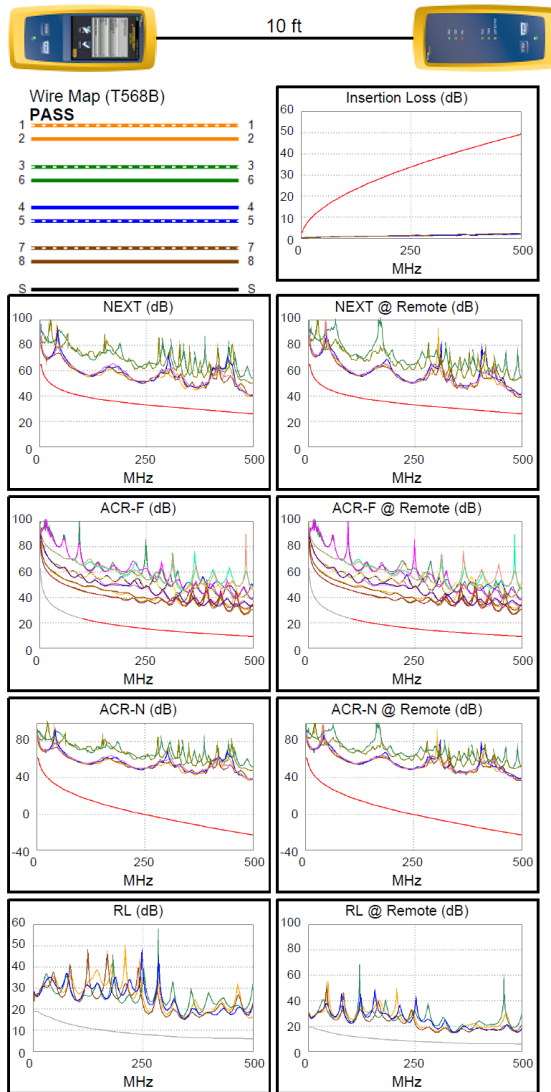 10 ft
Wire Map (T568B)
PASS
1 1
2 2
3 3
6 6
4 4
5 5
7 7
8 8
S S
Insertion Loss (dB)
60
50
40
30
20
10
0
0 250 500
MHz
NEXT (dB)
100
80
60
40
20
0
0 250 500
MHz
NEXT @ Remote (dB)
100
80
60
40
20
0
0 250 500
MHz
ACR-F (dB)
100
80
60
40
20
0
0 250 500
MHz
ACR-F @ Remote (dB)
100
80
60
40
20
0
0 250 500
MHz
ACR-N (dB)
80
40
0
-40
0 250 500
MHz
ACR-N @ Remote (dB)
80
40
0
-40
0 250 500
MHz
RL (dB)
60
50
40
30
20
10
0
0 250 500
MHz
RL @ Remote (dB)
100
80
60
40
20
0
0 250 500
MHz